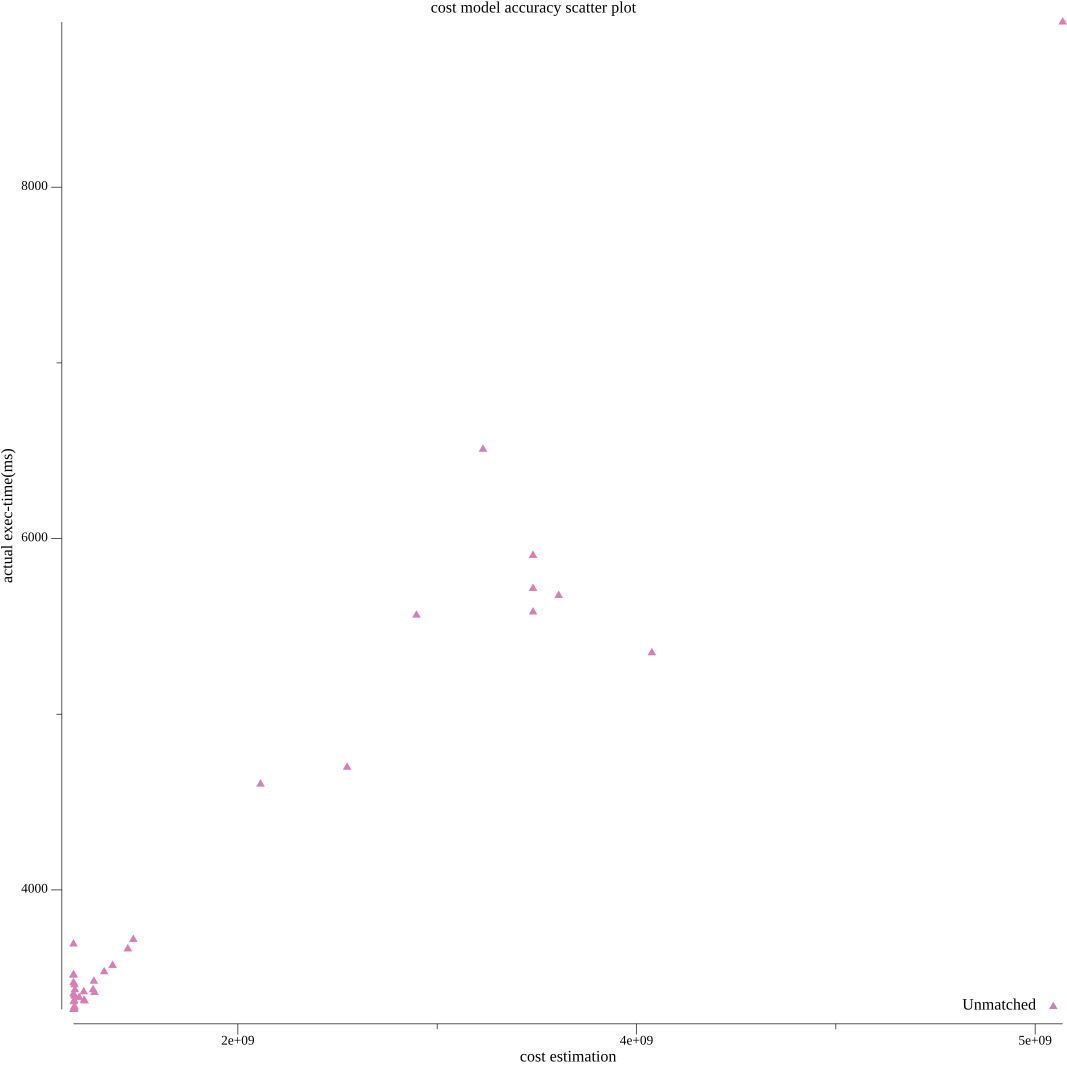 cost model accuracy scatter plot
8000
6000
4000
actual exec-time(ms)
Unmatched
2e+09
4e+09
5e+09
cost estimation